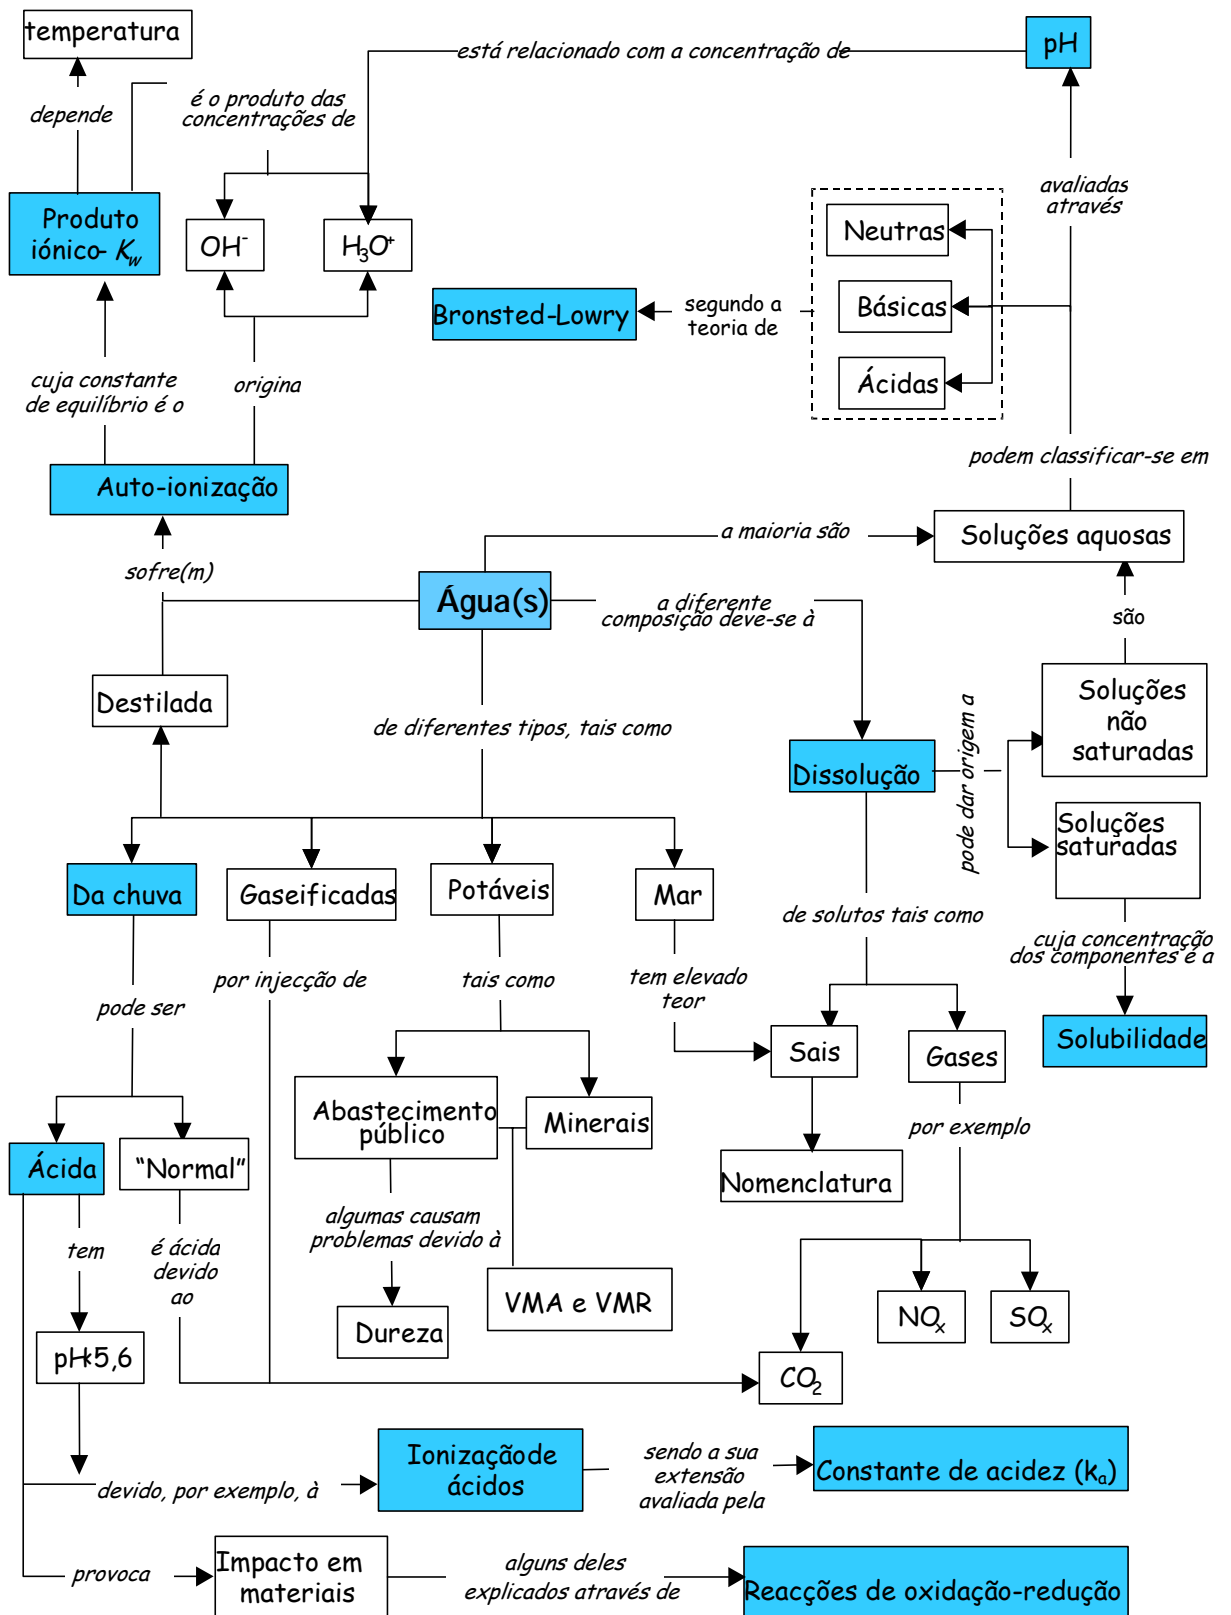 temperatura
está relacionado com a concentração de
pH
depende
é o produto das
concentrações de
avaliadas
através
Produto
iónico- Kw
OH⁻
H₃O⁺
Neutras
Básicas
Ácidas
Bronsted-Lowry
segundo a
teoria de
cuja constante
de equilíbrio é o
origina
podem classificar-se em
Auto-ionização
a maioria são
Soluções aquosas
sofre(m)
Água(s)
a diferente
composição deve-se à
são
Destilada
de diferentes tipos, tais como
Dissolução
pode dar origem a
Soluções
não
saturadas
Soluções
saturadas
Da chuva
Gaseificadas
Potáveis
Mar
de solutos tais como
cuja concentração
dos componentes é a
pode ser
por injecção de
tais como
tem elevado
teor
Sais
Gases
Solubilidade
Abastecimento
público
Minerais
por exemplo
Ácida
"Normal"
Nomenclatura
tem
é ácida
devido
ao
algumas causam
problemas devido à
VMA e VMR
Dureza
NOx
SOx
pH<5,6
CO₂
devido, por exemplo, à
Ionizaçãode
ácidos
sendo a sua
extensão
avaliada pela
Constante de acidez (kₐ)
provoca
Impacto em
materiais
alguns deles
explicados através de
Reacções de oxidação-redução